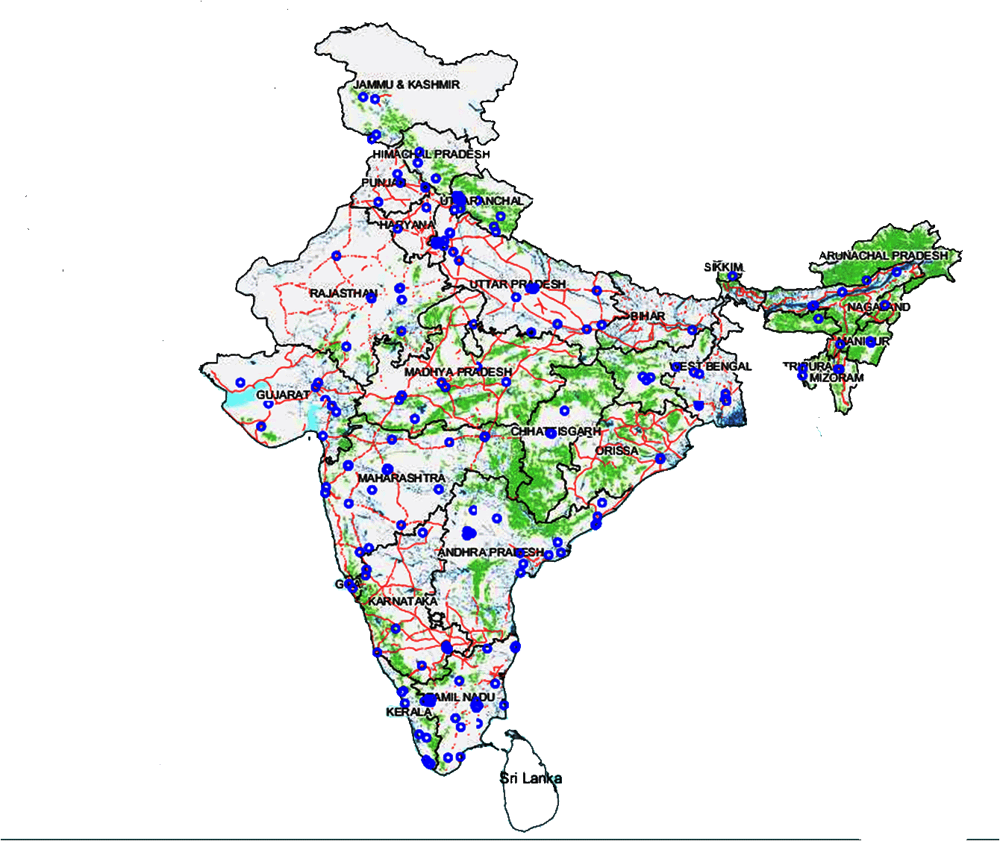 JAMMU & KASHMIR
HIMACHAL PRADESH
PUNJAB
UTTARANCHAL
HARYANA
ARUNACHAL PRADESH
SIKKIM
UTTAR PRADESH
RAJASTHAN
NAGALAND
BIHAR
MANIPUR
WEST BENGAL
TRIPURA
MADHYA PRADESH
MIZORAM
GUJARAT
CHHATTISGARH
ORISSA
MAHARASHTRA
ANDHRA PRADESH
GOA
KARNATAKA
TAMIL NADU
KERALA
Sri Lanka